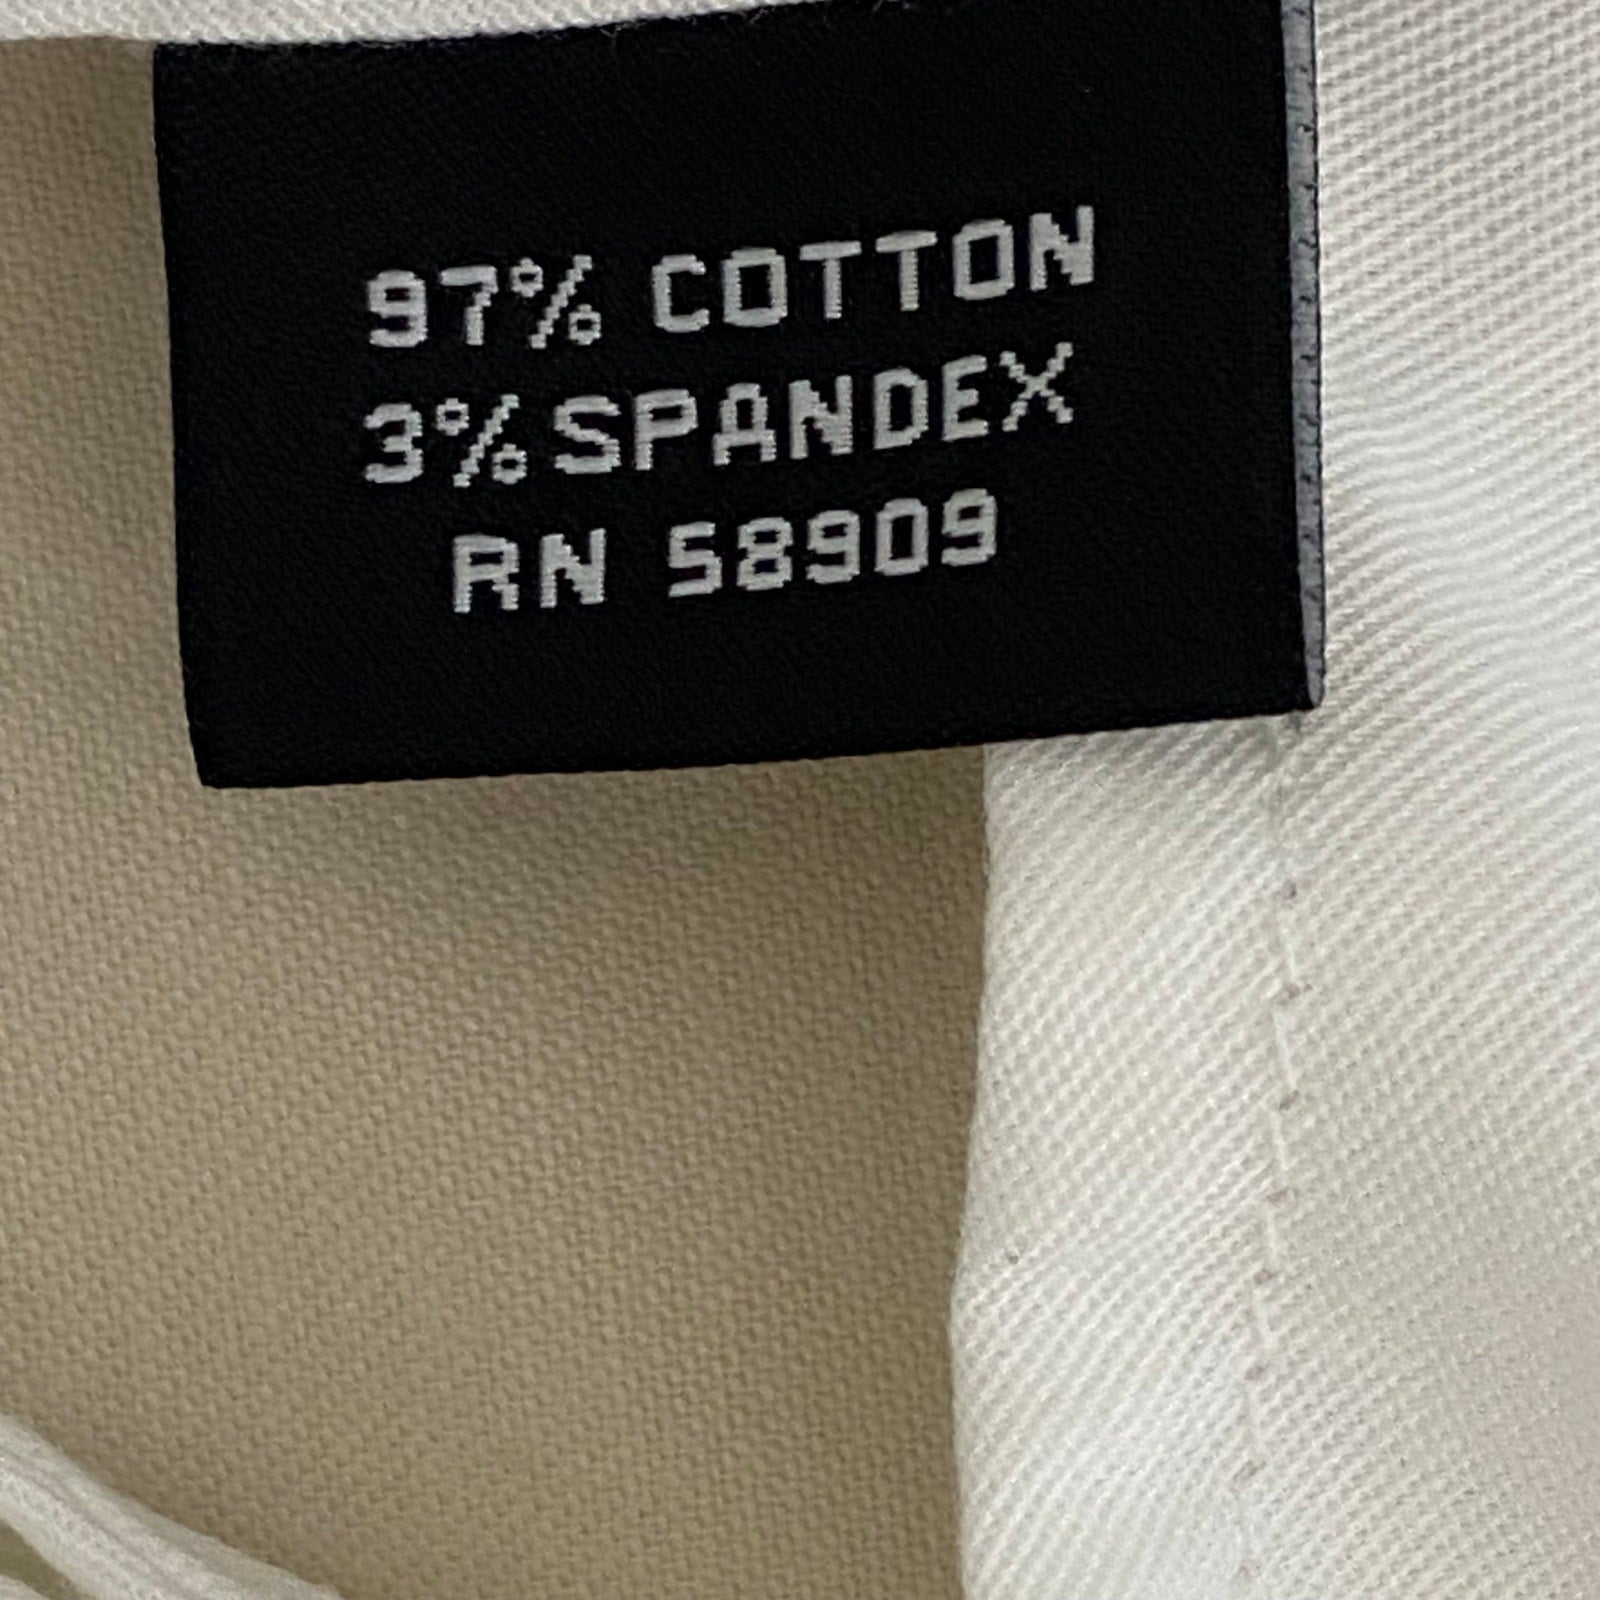 97% COTTON
3% SPANDEX
RN 58909